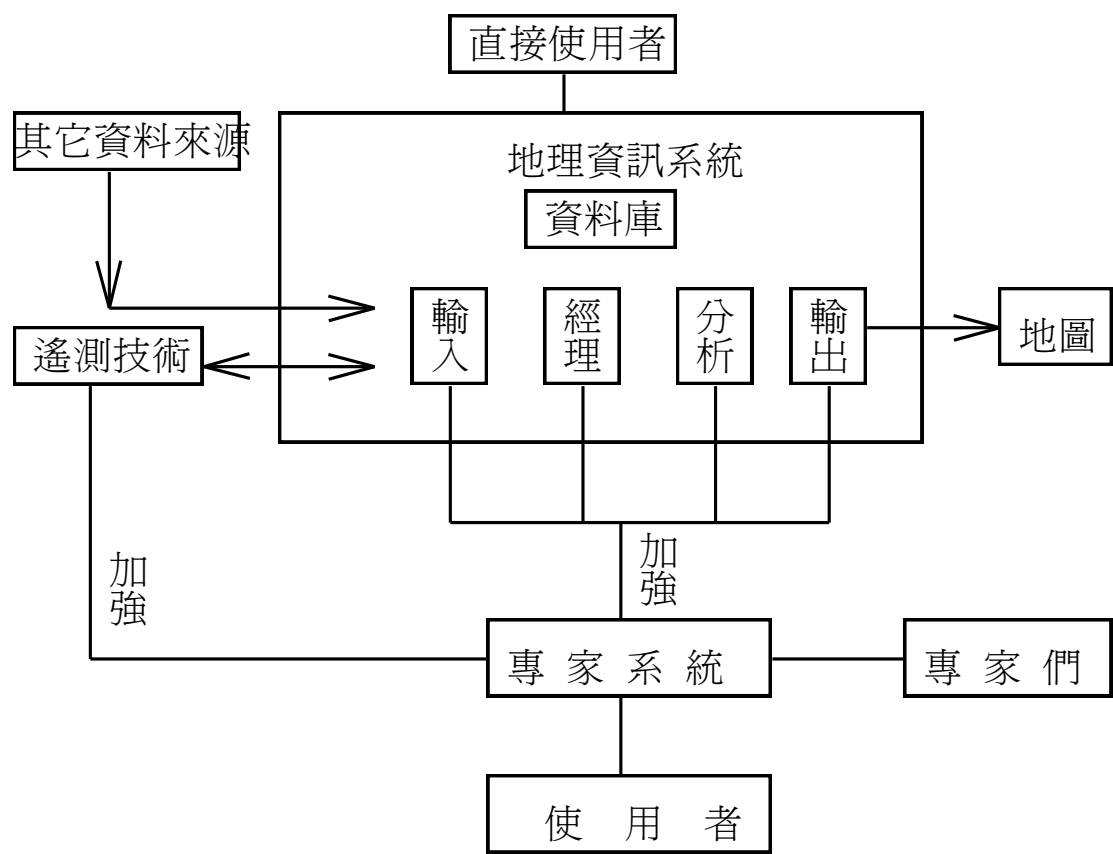 直接使用者
其它資料來源
地理資訊系統
資料庫
輸入
經理
分析
輸出
地圖
遙測技術
加強
加強
專家系統
專家們
使用者